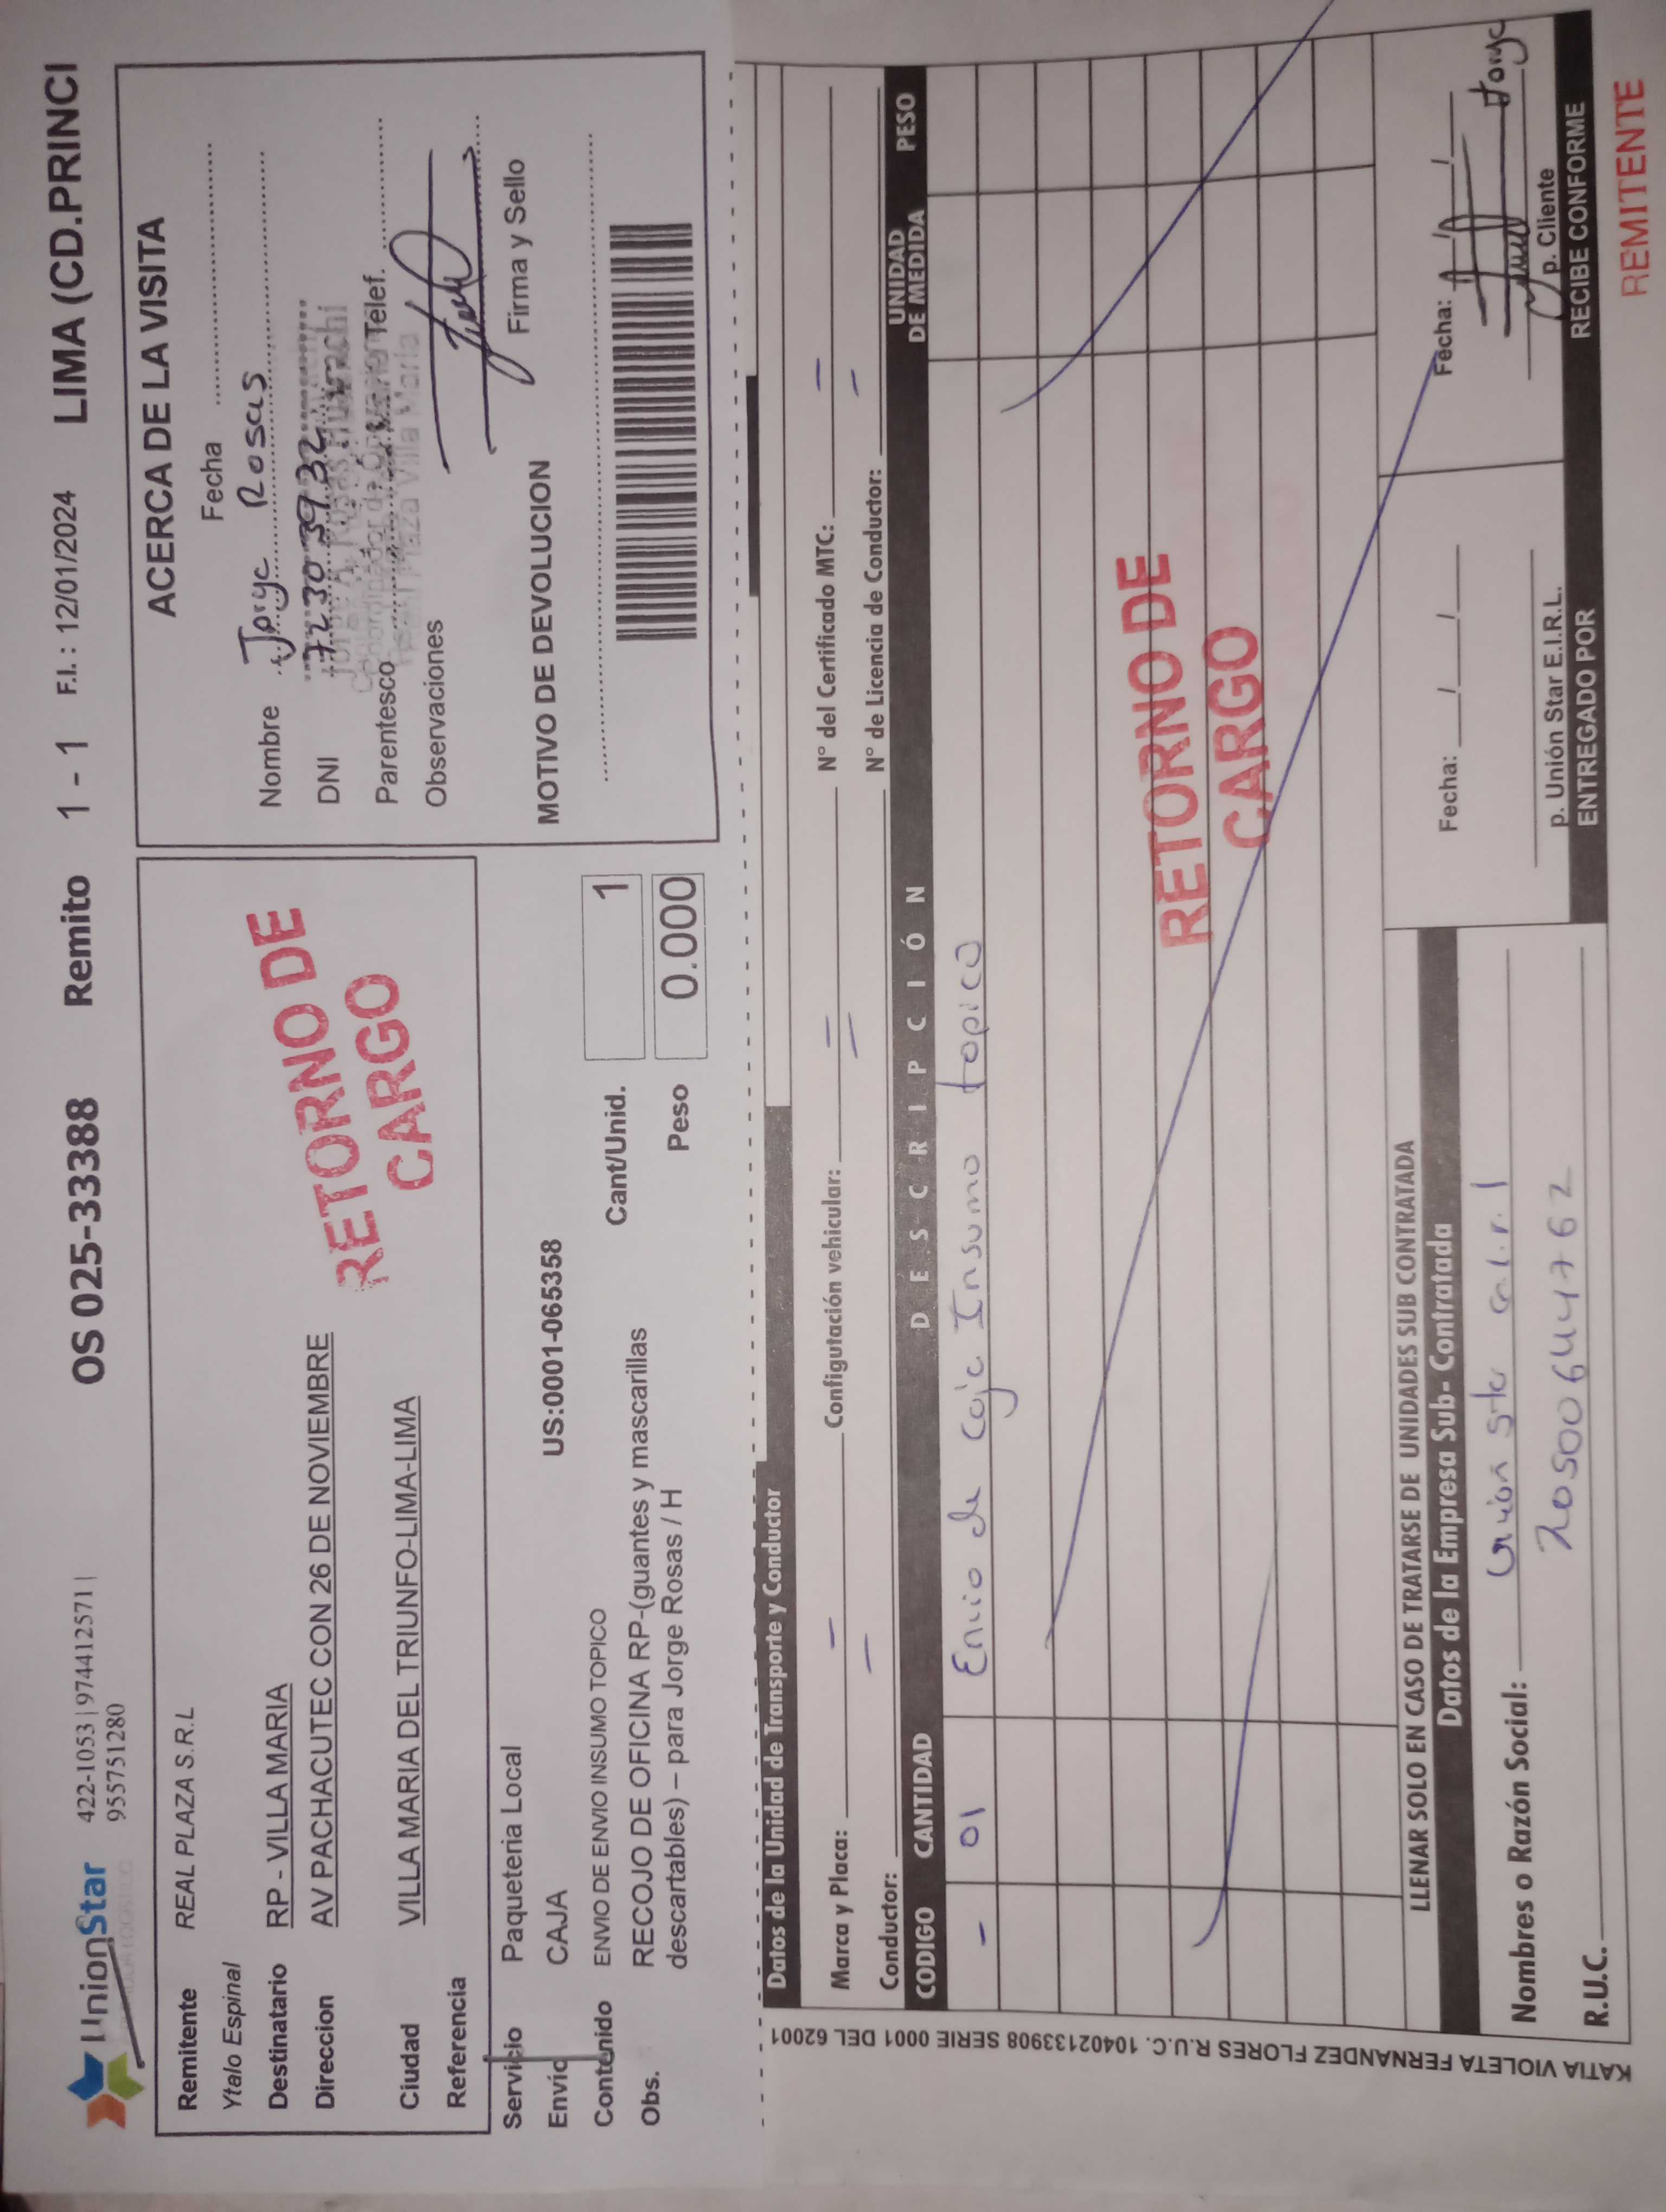 UnionStar
422-1053 | 974412571 |
955751280
OS 025-33388 Remito 1 - 1 F.I. : 12/01/2024 LIMA (CD.PRINCI
Remitente REAL PLAZA S.R.L
Ytalo Espinal
Destinatario RP - VILLA MARIA
Direccion AV PACHACUTEC CON 26 DE NOVIEMBRE
Ciudad VILLA MARIA DEL TRIUNFO-LIMA-LIMA
Referencia
RETORNO DE
CARGO
Servicio Paqueteria Local
Envio CAJA US:0001-065358
Contenido ENVIO DE ENVIO INSUMO TOPICO
Cant/Unid. 1
Obs. RECOJO DE OFICINA RP-(guantes y mascarillas
descartables) – para Jorge Rosas / H
Peso 0.000
ACERCA DE LA VISITA
Fecha
Nombre Jorge Rosas
DNI 72303932
Parentesco Telef.
Observaciones
Villa Maria
Firma y Sello
MOTIVO DE DEVOLUCION
Datos de la Unidad de Transporte y Conductor
Marca y Placa: – Configutación vehicular: = N° del Certificado MTC: –
Conductor: – N° de Licencia de Conductor: –
CODIGO CANTIDAD DESCRIPCIÓN UNIDAD DE MEDIDA PESO
- 01 Envio de Caja Insumo topico
RETORNO DE
CARGO
LLENAR SOLO EN CASO DE TRATARSE DE UNIDADES SUB CONTRATADA
Datos de la Empresa Sub- Contratada
Nombres o Razón Social: Unión Star e.i.r.l
R.U.C. 20500644762
Fecha: / /
p. Unión Star E.I.R.L.
ENTREGADO POR
Fecha: / /
Jorge
p. Cliente
RECIBE CONFORME
REMITENTE
KATIA VIOLETA FERNANDEZ FLORES R.U.C. 10402133908 SERIE 0001 DEL 62001